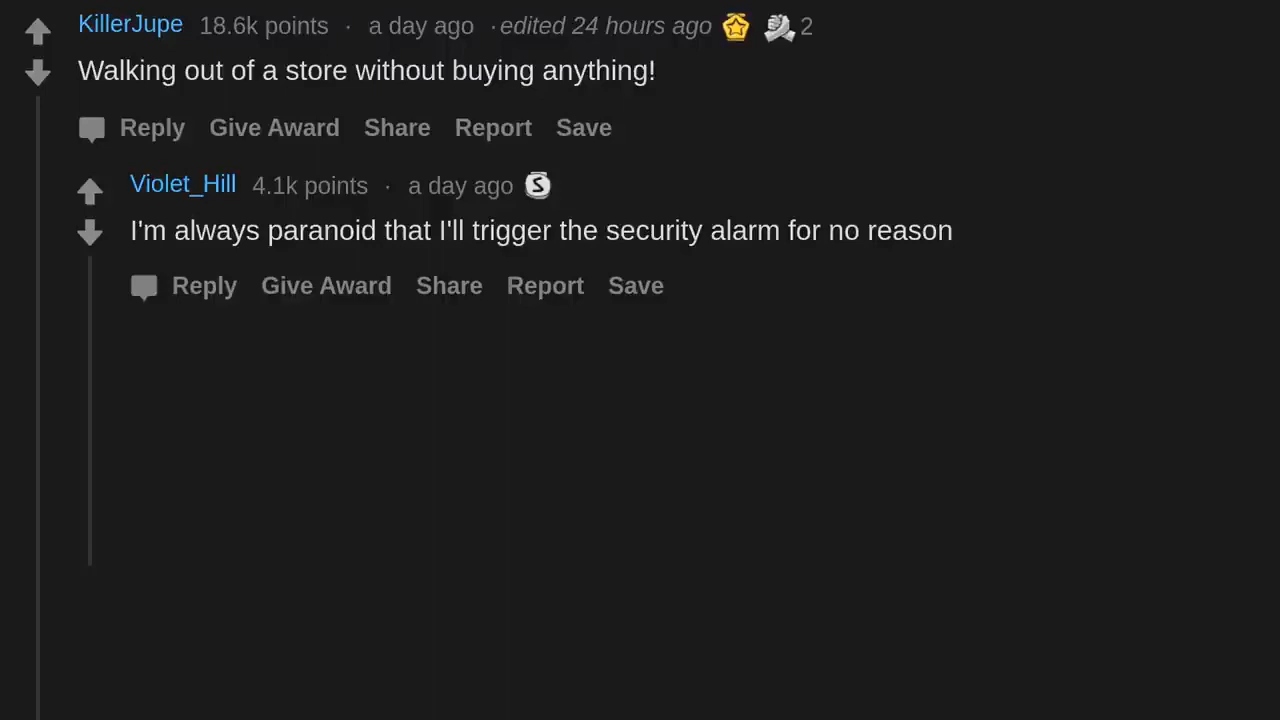 KillerJupe 18.6k points · a day ago · edited 24 hours ago 2
Walking out of a store without buying anything!
Reply Give Award Share Report Save
Violet_Hill 4.1k points · a day ago S
I'm always paranoid that I'll trigger the security alarm for no reason
Reply Give Award Share Report Save